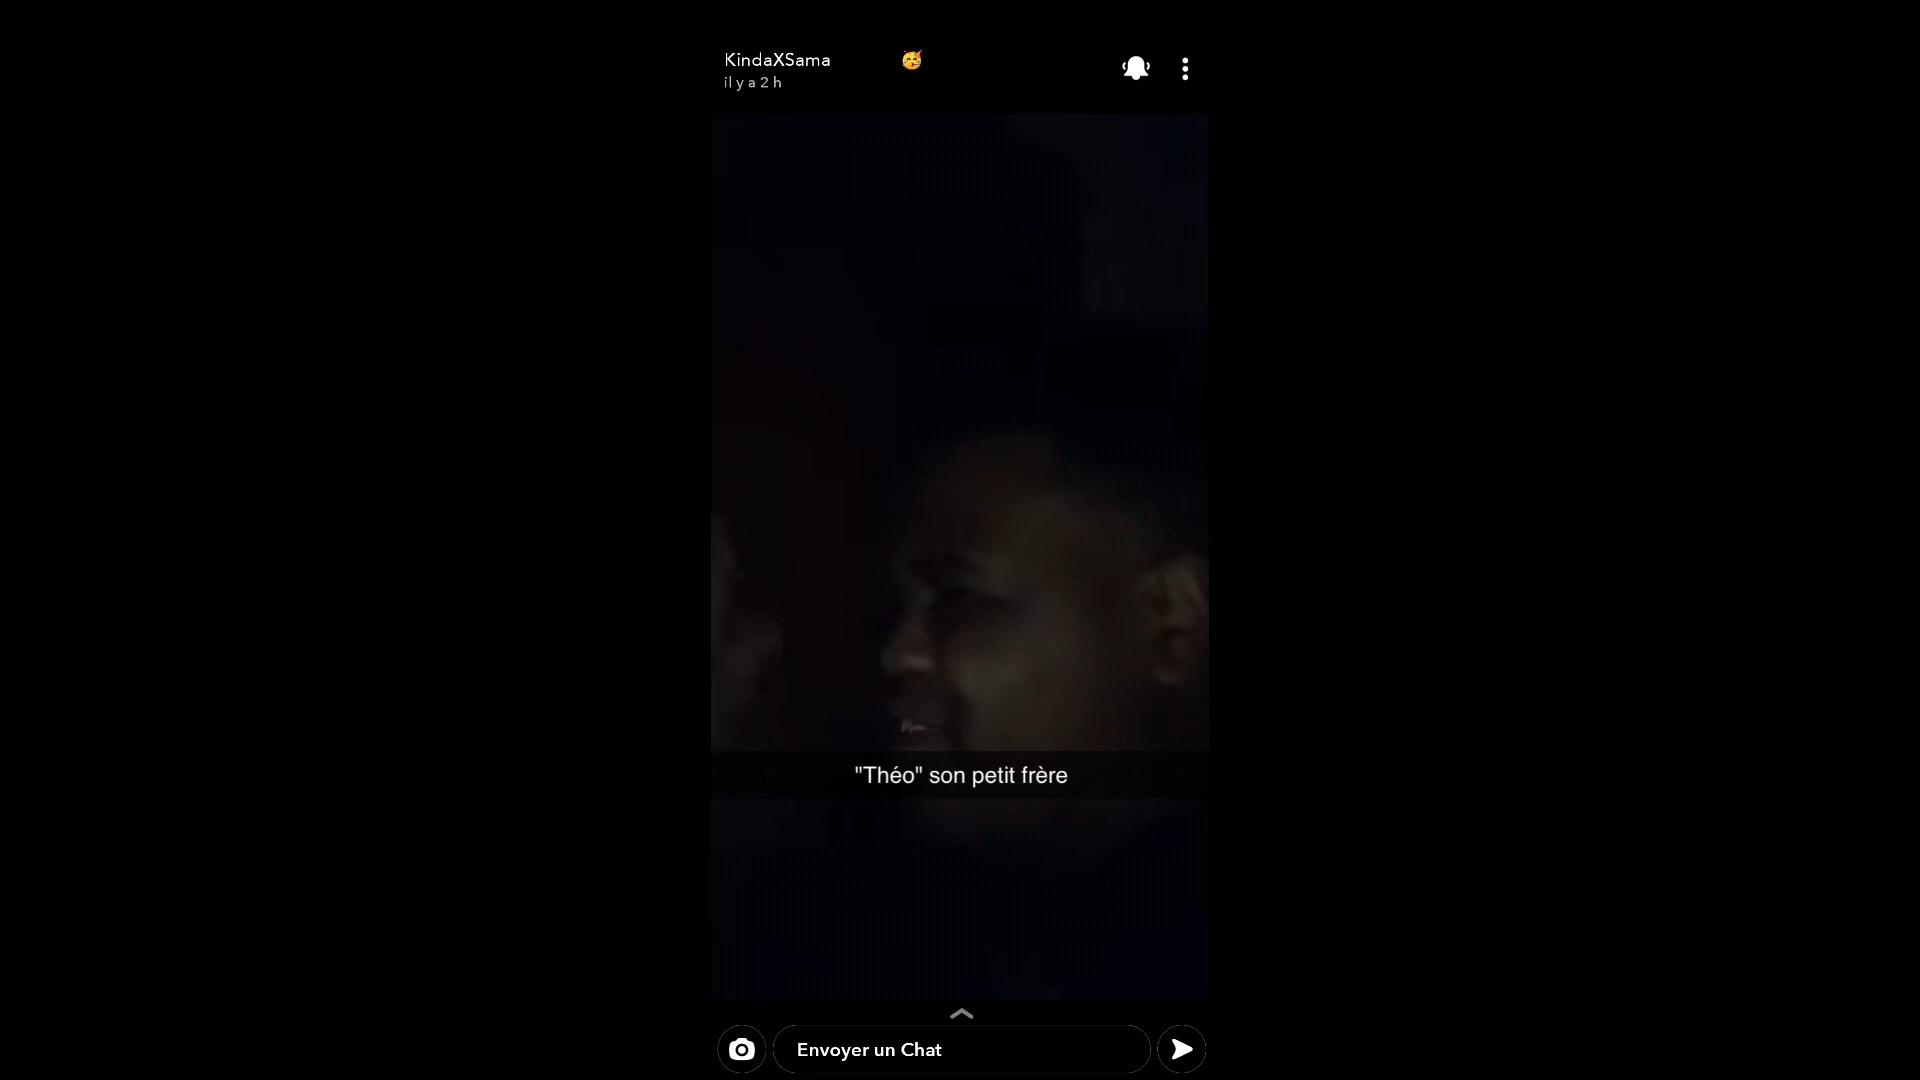 KindaXSama 🥳
il y a 2 h
"Théo" son petit frère
Envoyer un Chat